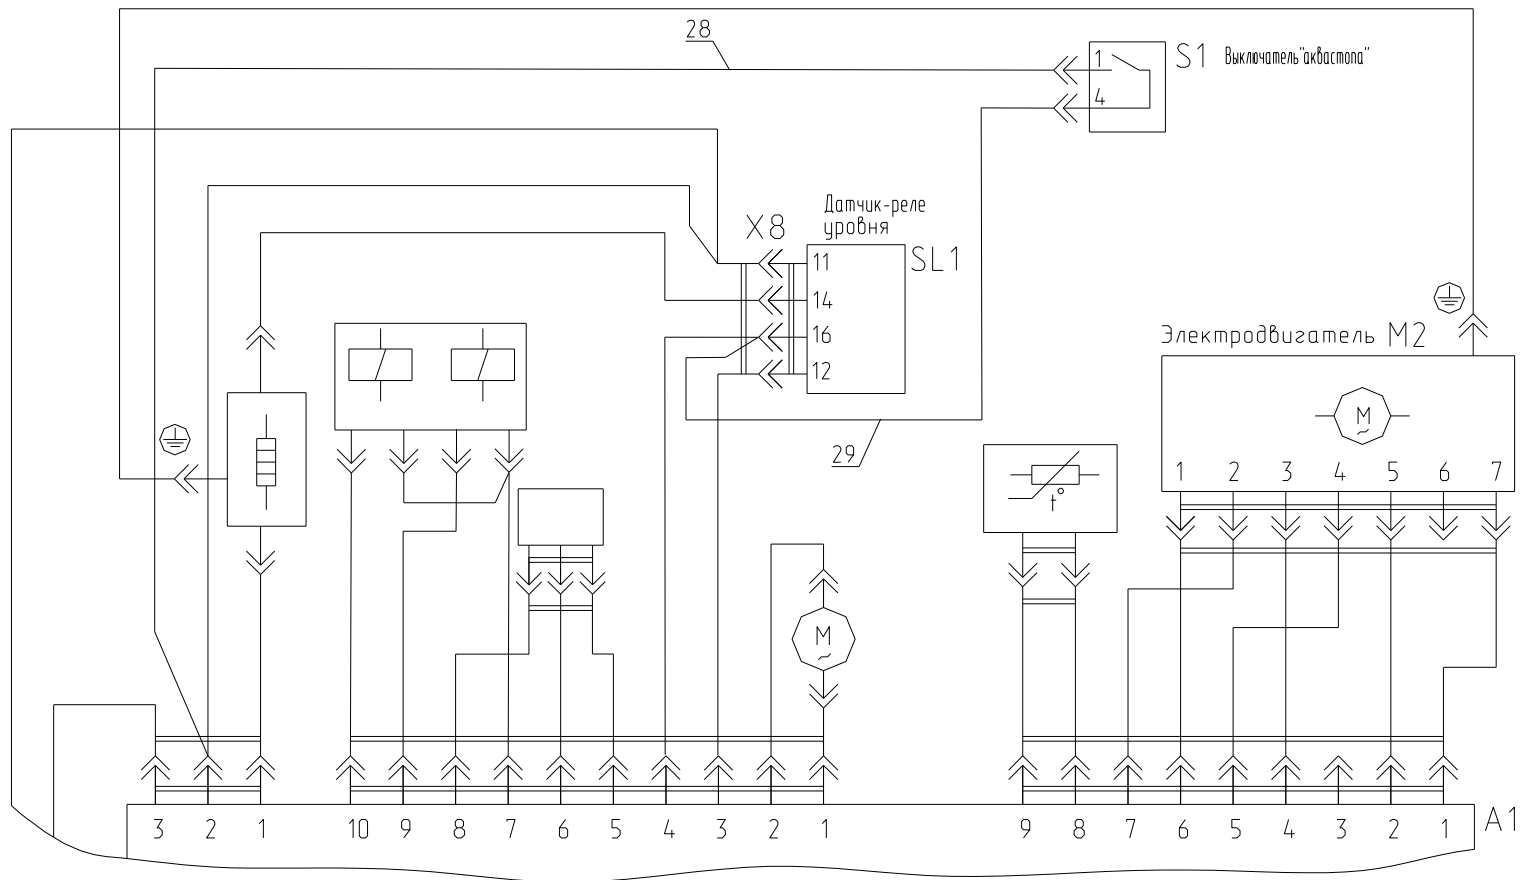 28
1
S1 Выключатель"аквастопа"
4
Датчик-реле
уровня
X8
11
SL1
14
16
12
Электродвигатель М2
M
~
29
1 2 3 4 5 6 7
t°
M
~
3 2 1 10 9 8 7 6 5 4 3 2 1 9 8 7 6 5 4 3 2 1 А1